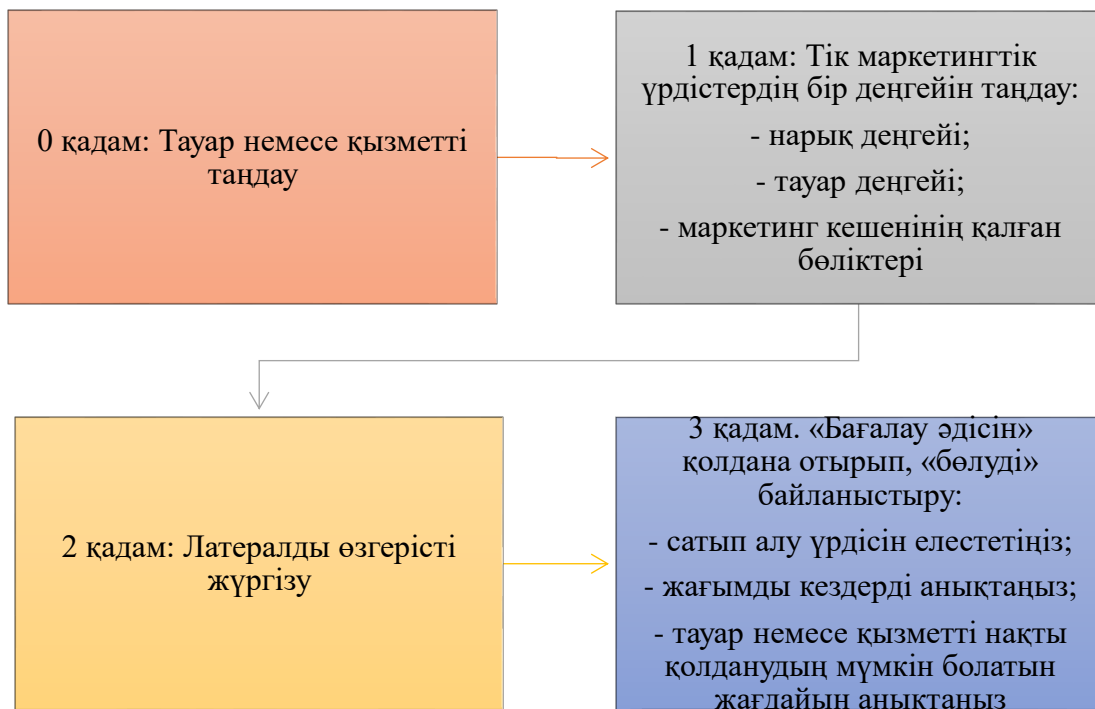 0 қадам: Тауар немесе қызметті
таңдау
1 қадам: Тік маркетингтік
үрдістердің бір деңгейін таңдау:
- нарық деңгейі;
- тауар деңгейі;
- маркетинг кешенінің қалған
бөліктері
2 қадам: Латералды өзгерісті
жүргізу
3 қадам. «Бағалау әдісін»
қолдана отырып, «бөлуді»
байланыстыру:
- сатып алу үрдісін елестетіңіз;
- жағымды кездерді анықтаңыз;
- тауар немесе қызметті нақты
қолданудың мүмкін болатын
жағдайын анықтаңыз